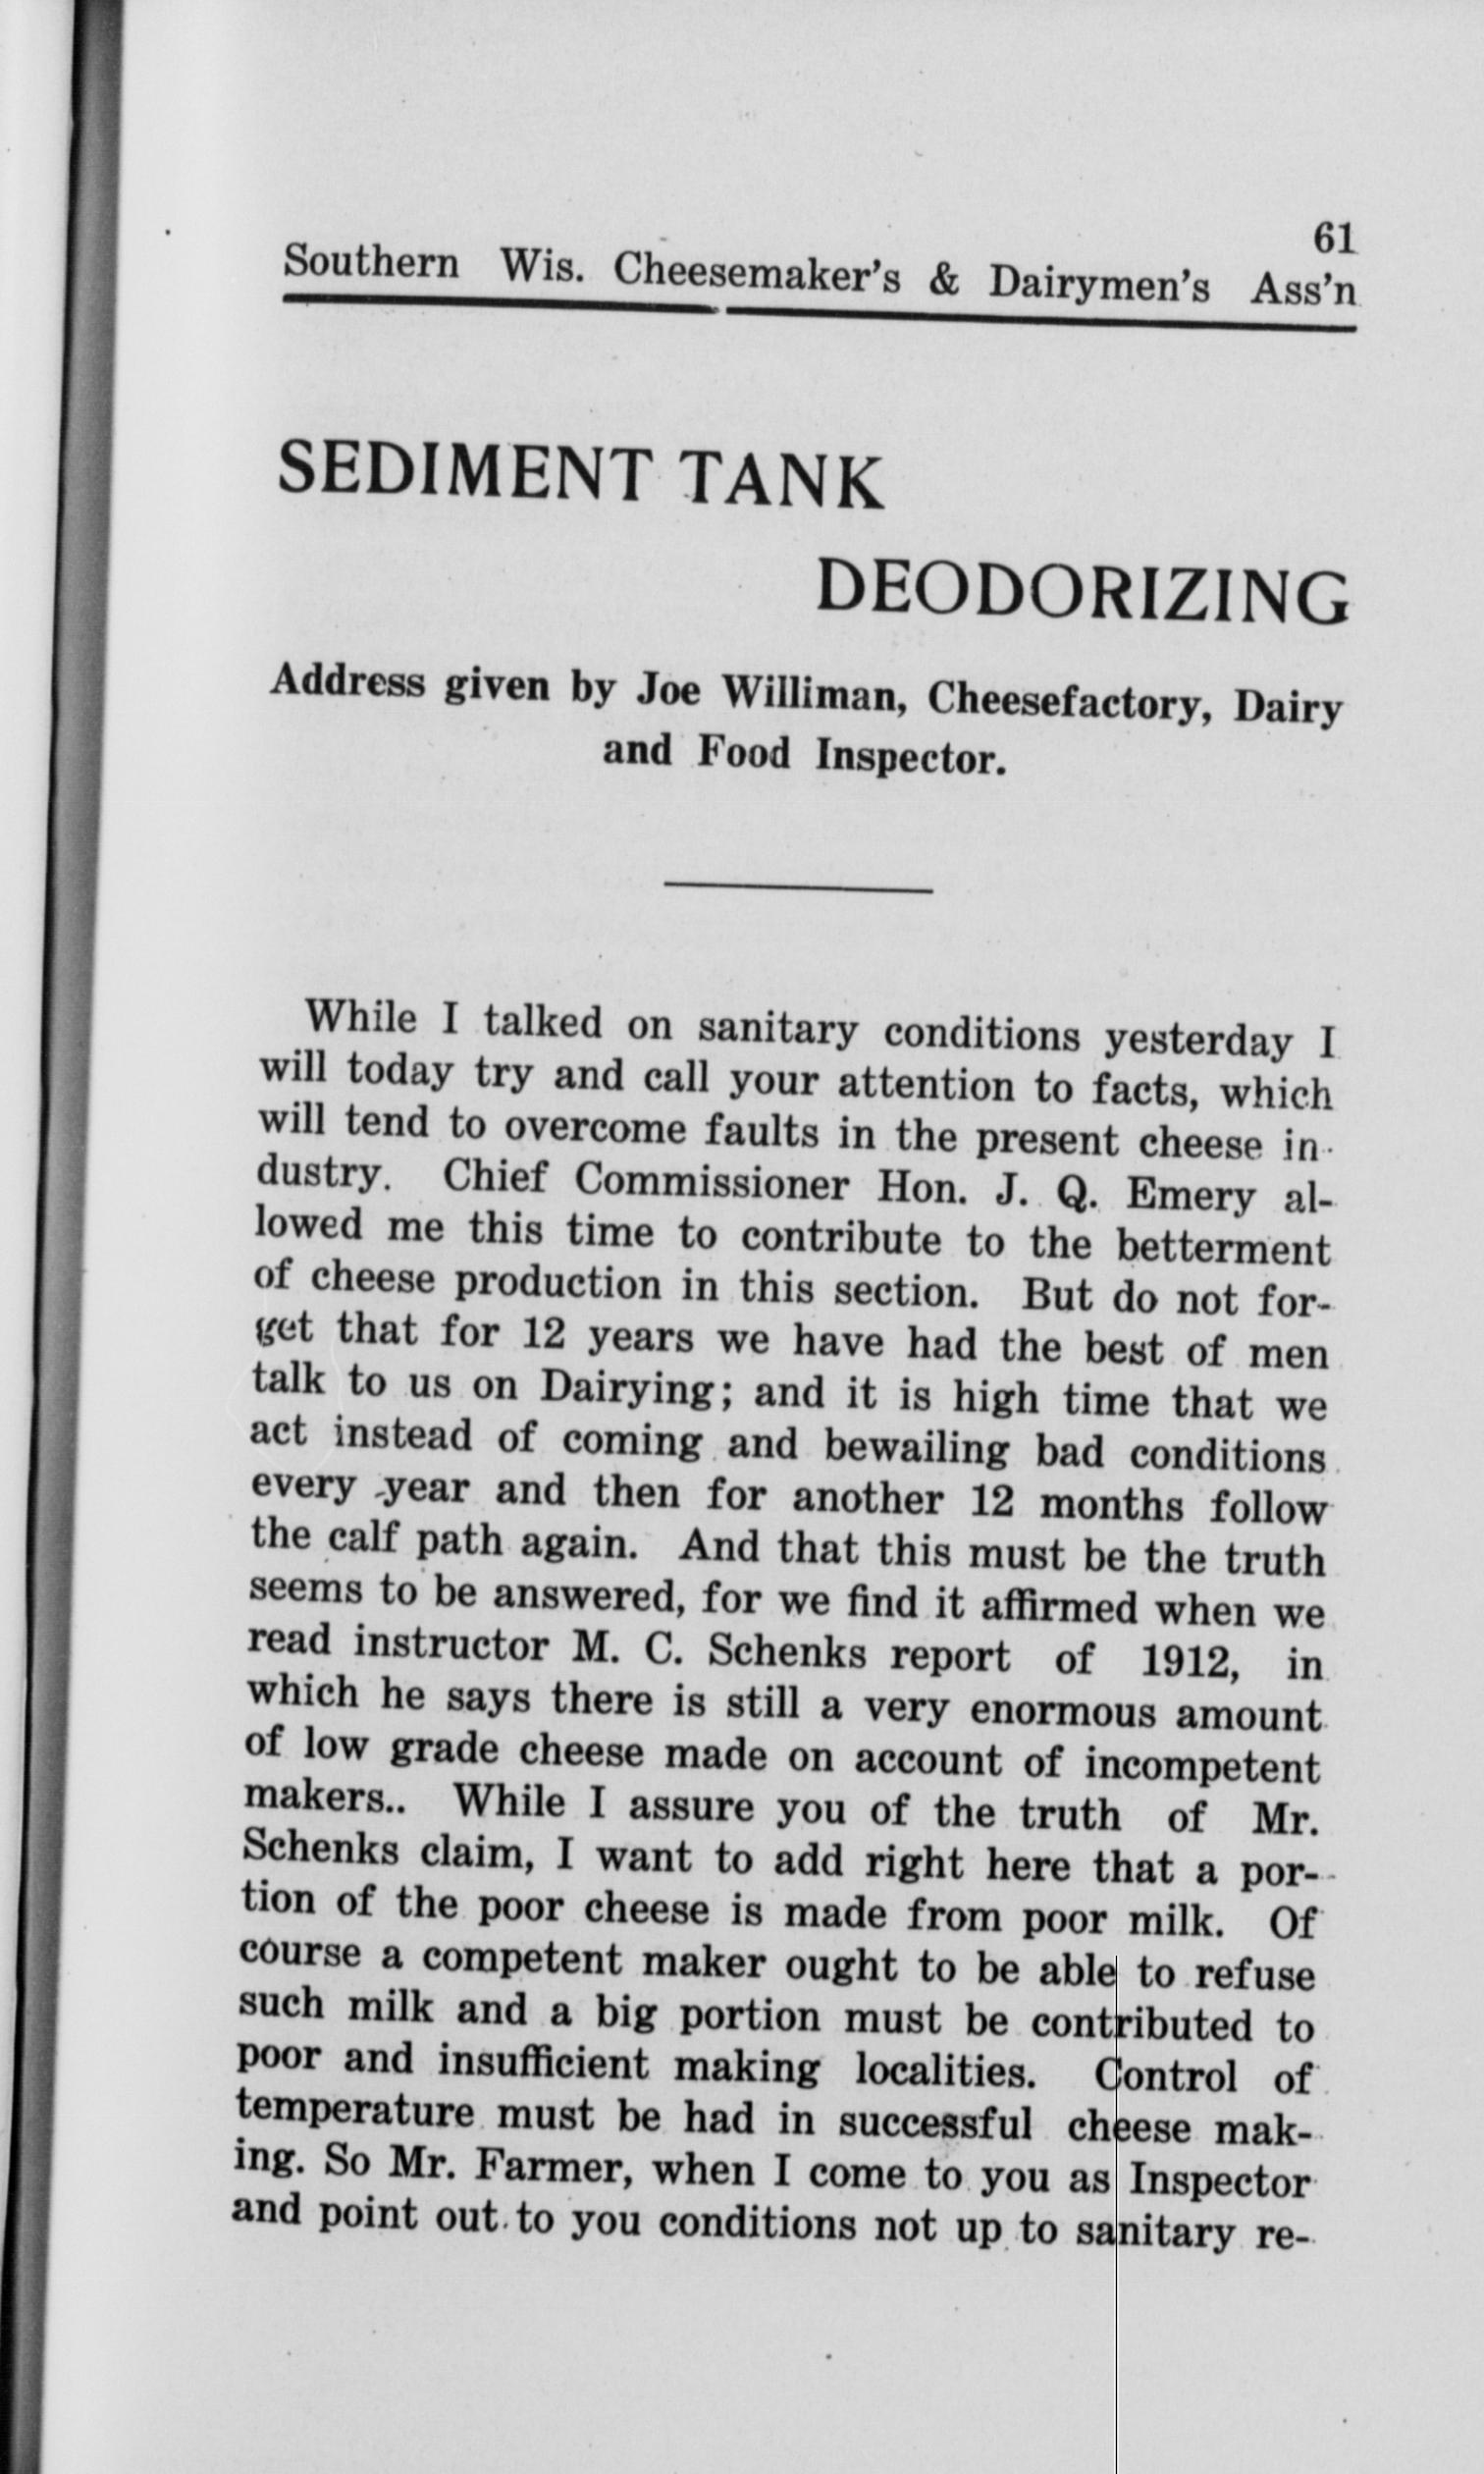 61
Southern Wis. Cheesemaker's & Dairymen's Ass'n
SEDIMENT TANK
DEODORIZING
Address given by Joe Williman, Cheesefactory, Dairy
and Food Inspector.
While I talked on sanitary conditions yesterday I
will today try and call your attention to facts, which
will tend to overcome faults in the present cheese in-
dustry. Chief Commissioner Hon. J. Q. Emery al-
lowed me this time to contribute to the betterment
of cheese production in this section. But do not for-
get that for 12 years we have had the best of men
talk to us on Dairying; and it is high time that we
act instead of coming and bewailing bad conditions
every year and then for another 12 months follow
the calf path again. And that this must be the truth
seems to be answered, for we find it affirmed when we
read instructor M. C. Schenks report of 1912, in
which he says there is still a very enormous amount
of low grade cheese made on account of incompetent
makers.. While I assure you of the truth of Mr.
Schenks claim, I want to add right here that a por-
tion of the poor cheese is made from poor milk. Of
course a competent maker ought to be able to refuse
such milk and a big portion must be contributed to
poor and insufficient making localities. Control of
temperature must be had in successful cheese mak-
ing. So Mr. Farmer, when I come to you as Inspector
and point out to you conditions not up to sanitary re-